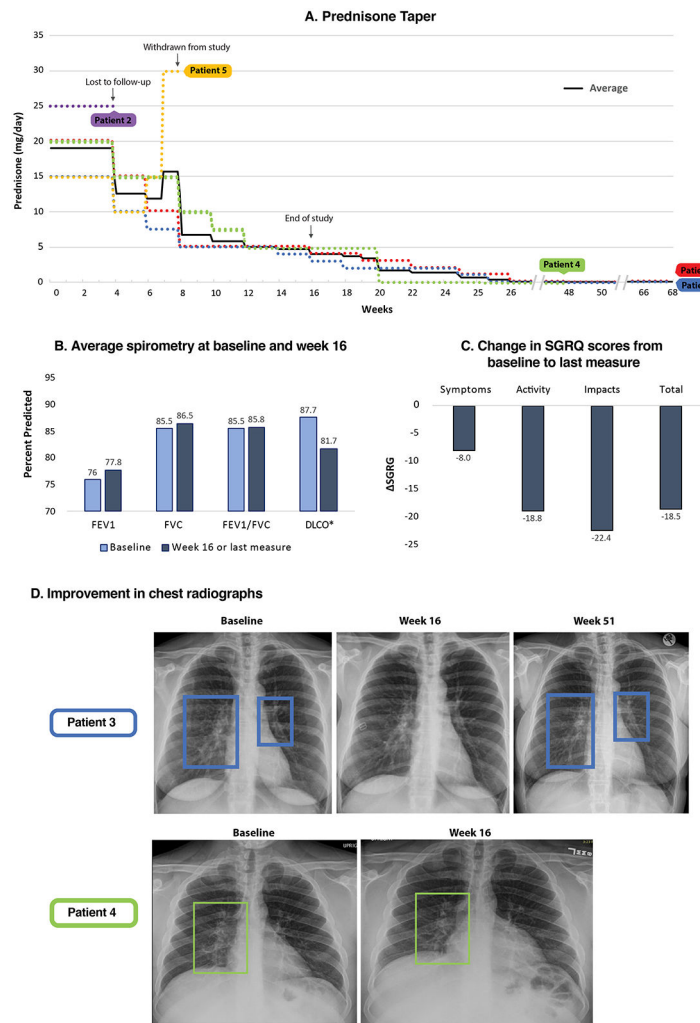 A. Prednisone Taper
35
30
25
20
15
10
5
0
Prednisone (mg/day)
Withdrawn from study
Patient 5
Lost to follow-up
Patient 2
Average
End of study
Patient 4
Patie
Patie
0 2 4 6 8 10 12 14 16 18 20 22 24 25 26 48 50 66 68
Weeks
B. Average spirometry at baseline and week 16
95
90
85
80
75
70
Percent Predicted
76 77.8 85.5 86.5 85.5 85.8 87.7 81.7
FEV1 FVC FEV1/FVC DLCO*
Baseline Week 16 or last measure
C. Change in SGRQ scores from
baseline to last measure
Symptoms Activity Impacts Total
0
-5
-10
-15
-20
-25
ΔSGRG
-8.0
-18.8
-22.4
-18.5
D. Improvement in chest radiographs
Baseline Week 16 Week 51
Patient 3
Baseline Week 16
Patient 4